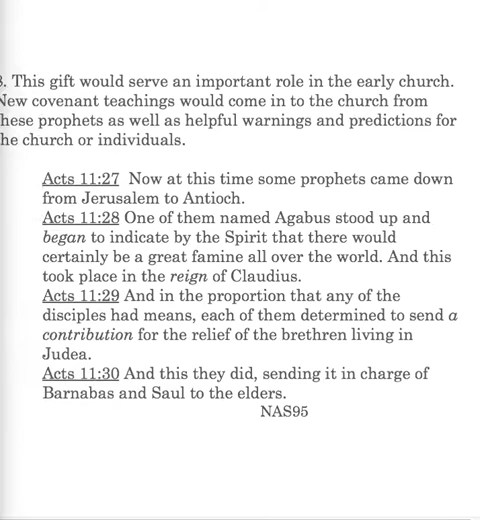 3. This gift would serve an important role in the early church.
New covenant teachings would come in to the church from
hese prophets as well as helpful warnings and predictions for
he church or individuals.
Acts 11:27 Now at this time some prophets came down
from Jerusalem to Antioch.
Acts 11:28 One of them named Agabus stood up and
began to indicate by the Spirit that there would
certainly be a great famine all over the world. And this
took place in the reign of Claudius.
Acts 11:29 And in the proportion that any of the
disciples had means, each of them determined to send a
contribution for the relief of the brethren living in
Judea.
Acts 11:30 And this they did, sending it in charge of
Barnabas and Saul to the elders.
NAS95